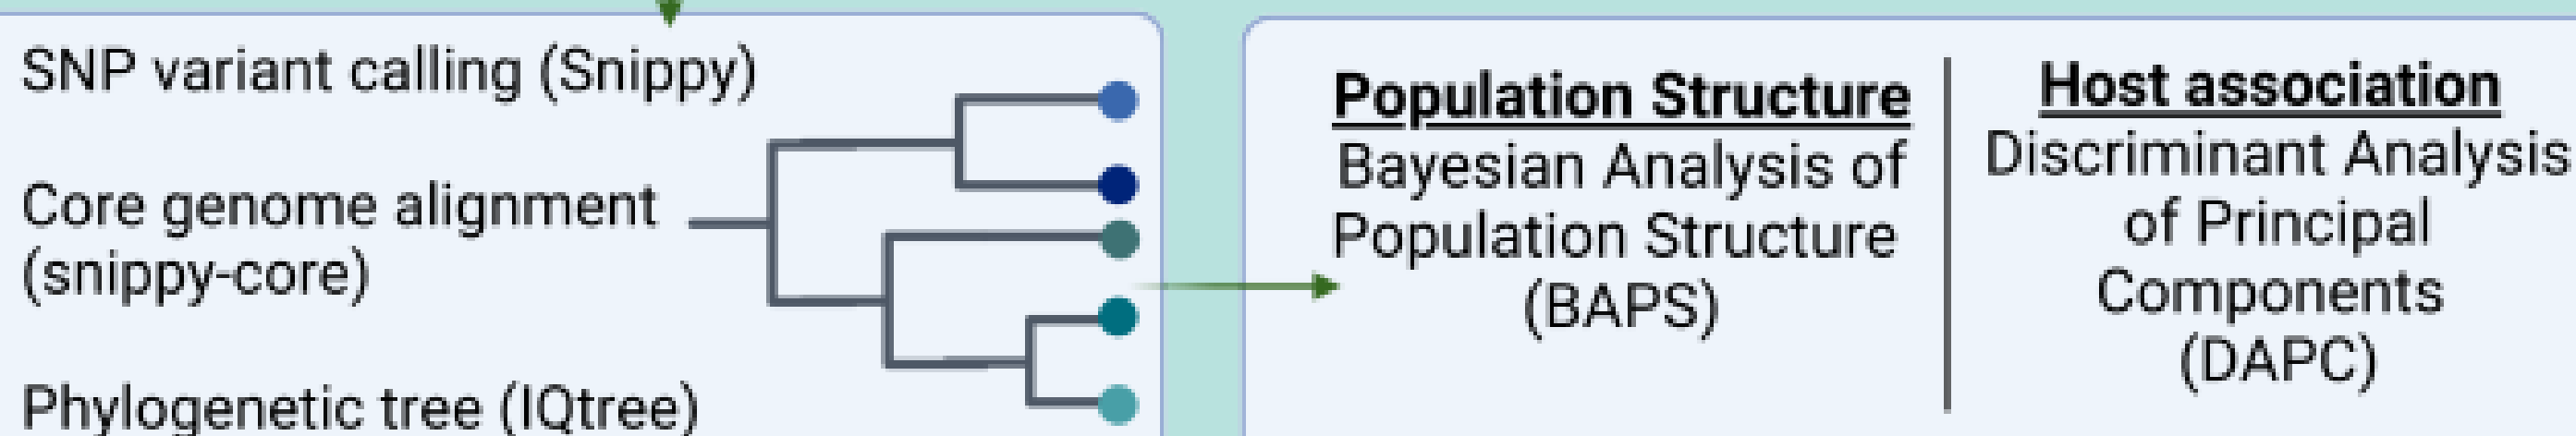 SNP variant calling (Snippy)
Core genome alignment
(snippy-core)
Phylogenetic tree (IQtree)
Population Structure
Bayesian Analysis of
Population Structure
(BAPS)
Host association
Discriminant Analysis
of Principal
Components
(DAPC)